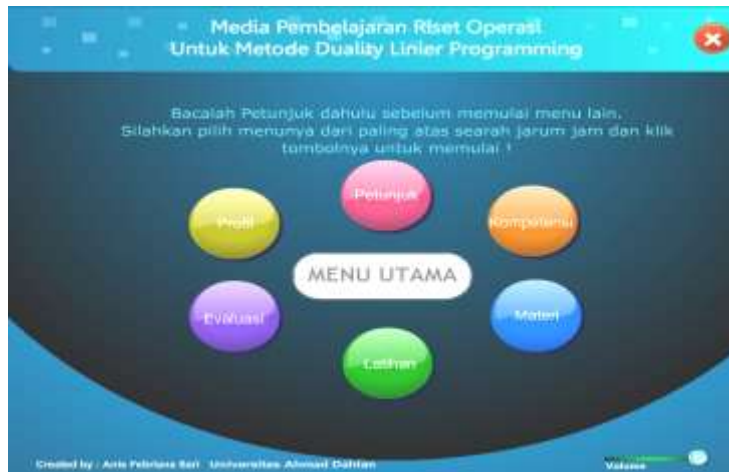 Media Pembelajaran Riset Operasi
Untuk Metode Duality Linier Programming
Bacalah Petunjuk dahulu sebelum memulai menu lain.
Silahkan pilih menunya dari paling atas searah jarum jam dan klik
tombolnya untuk memulai !
Petunjuk
Profil
Kompetensi
MENU UTAMA
Evaluasi
Materi
Latihan
Created by : Anis Febriana Sari Universitas Ahmad Dahlan
Volume